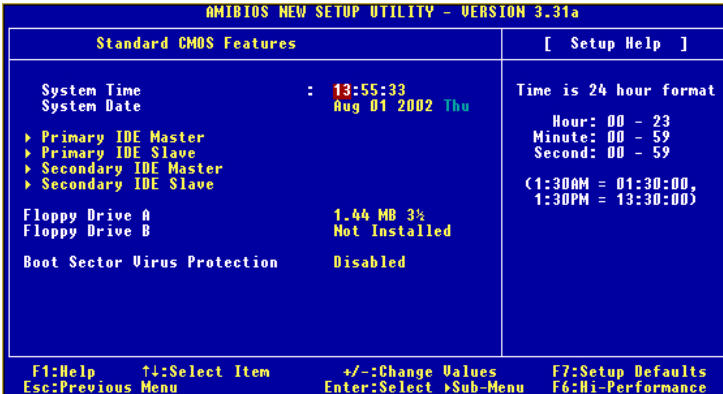 AMIBIOS NEW SETUP UTILITY - VERSION 3.31a
Standard CMOS Features
[ Setup Help ]
System Time : 13:55:33
System Date Aug 01 2002 Thu
Primary IDE Master
Primary IDE Slave
Secondary IDE Master
Secondary IDE Slave
Floppy Drive A 1.44 MB 3½
Floppy Drive B Not Installed
Boot Sector Virus Protection Disabled
Time is 24 hour format
Hour: 00 - 23
Minute: 00 - 59
Second: 00 - 59
(1:30AM = 01:30:00,
1:30PM = 13:30:00)
F1:Help ↑↓:Select Item +/-:Change Values F7:Setup Defaults
Esc:Previous Menu Enter:Select ▸Sub-Menu F6:Hi-Performance